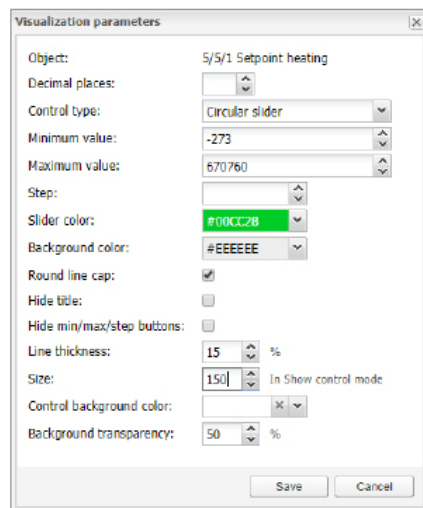 Visualization parameters
Object: 5/5/1 Setpoint heating
Decimal places:
Control type: Circular slider
Minimum value: -273
Maximum value: 670760
Step:
Slider color: #00CC28
Background color: #EEEEEE
Round line cap:
Hide title:
Hide min/max/step buttons:
Line thickness: 15 %
Size: 150 In Show control mode
Control background color:
Background transparency: 50 %
Save Cancel